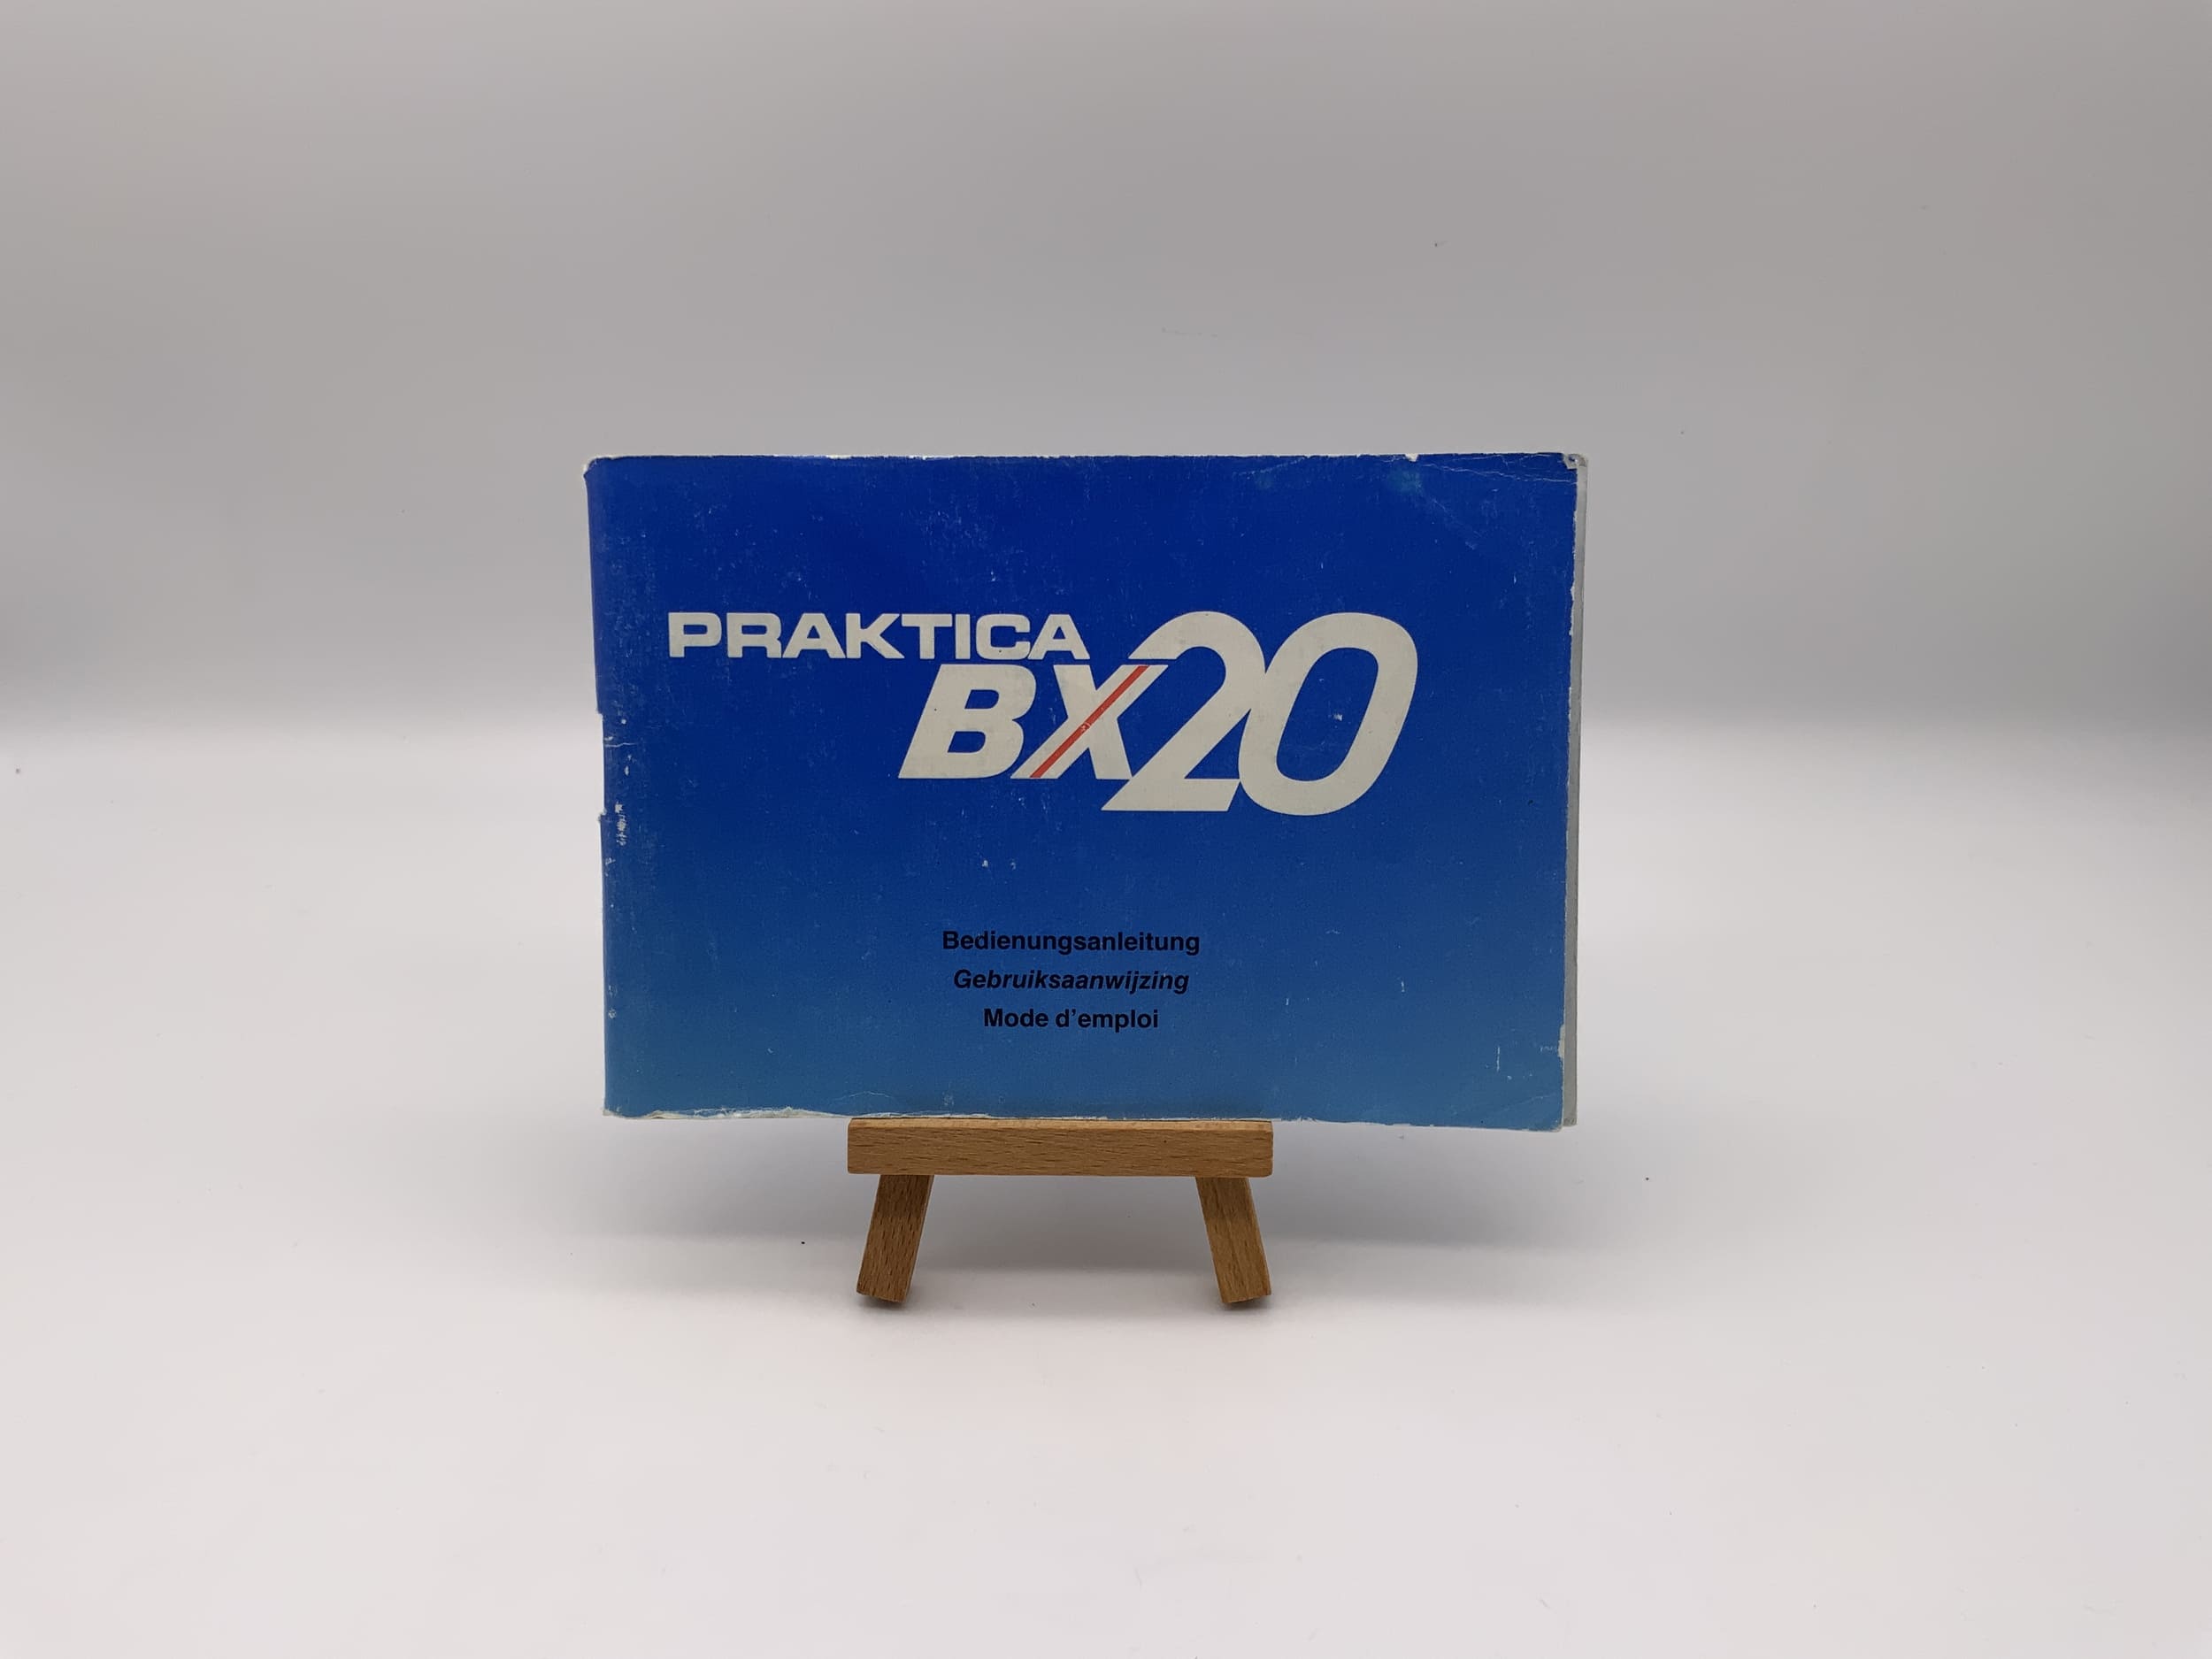 PRAKTICA
BX20
Bedienungsanleitung
Gebruiksaanwijzing
Mode d'emploi